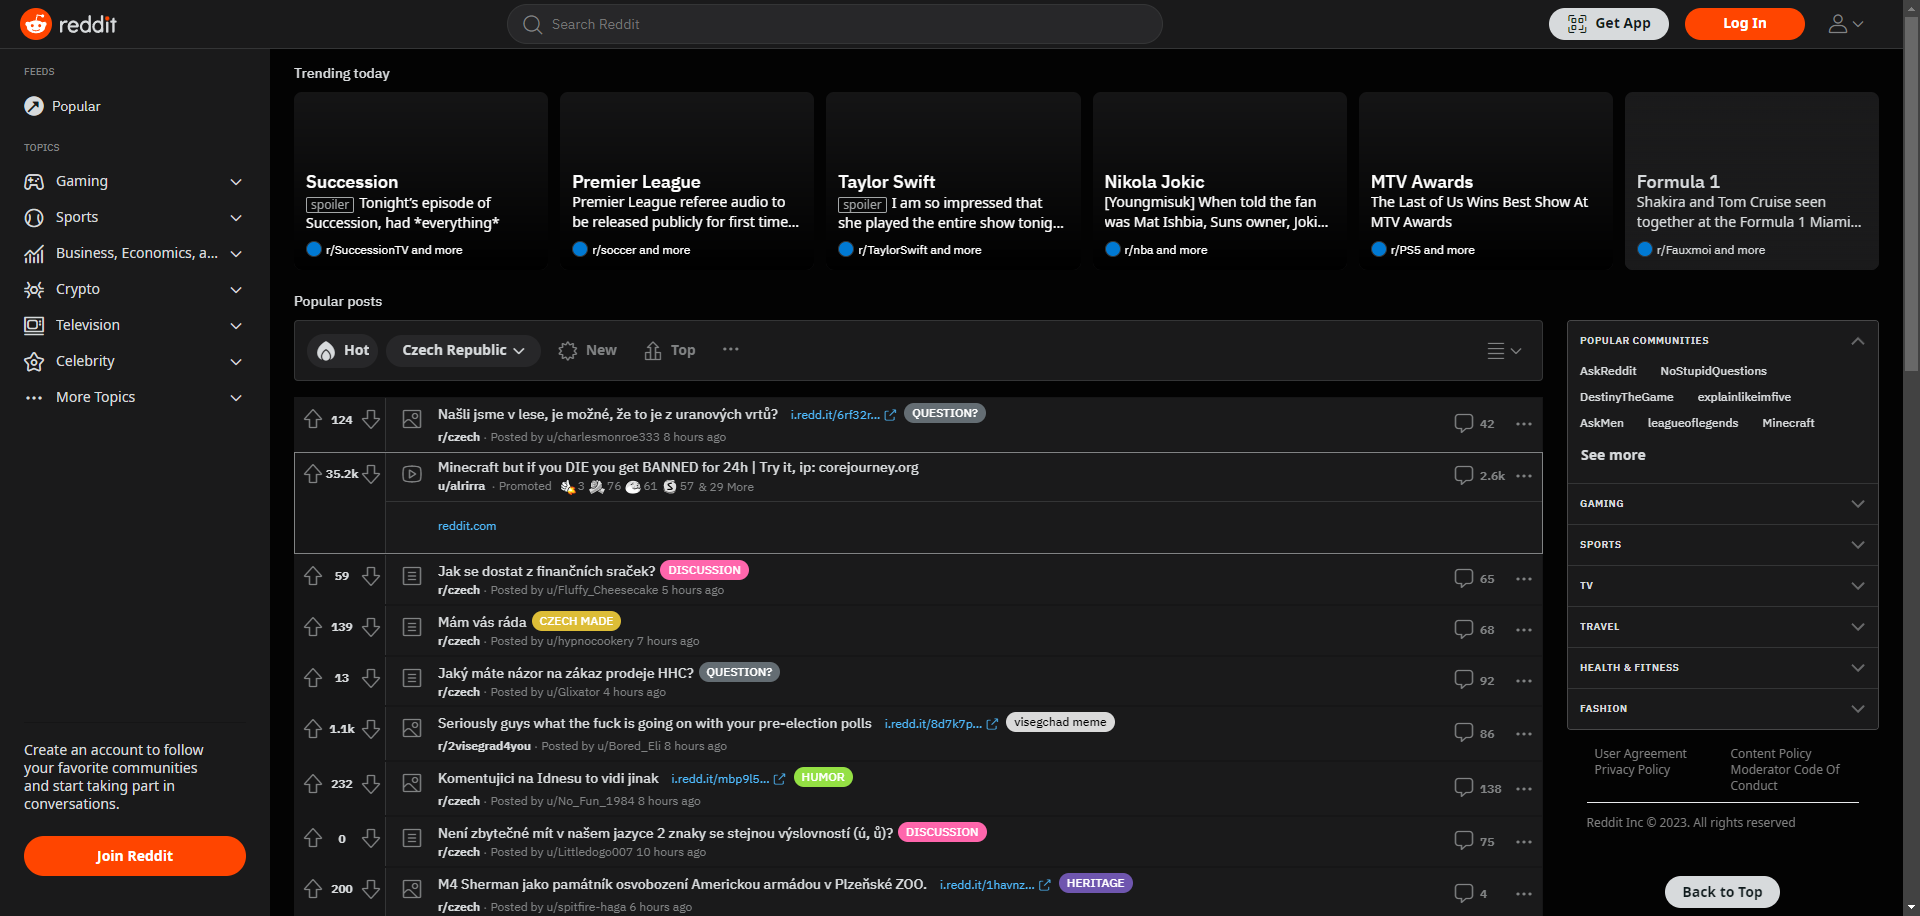 reddit
Search Reddit
Get App
Log In
FEEDS
Popular
TOPICS
Gaming
Sports
Business, Economics, a...
Crypto
Television
Celebrity
More Topics
Create an account to follow
your favorite communities
and start taking part in
conversations.
Join Reddit
Trending today
Succession
spoiler Tonight's episode of
Succession, had *everything*
r/SuccessionTV and more
Premier League
Premier League referee audio to
be released publicly for first time...
r/soccer and more
Taylor Swift
spoiler I am so impressed that
she played the entire show tonig...
r/TaylorSwift and more
Nikola Jokic
[Youngmisuk] When told the fan
was Mat Ishbia, Suns owner, Joki...
r/nba and more
MTV Awards
The Last of Us Wins Best Show At
MTV Awards
r/PS5 and more
Formula 1
Shakira and Tom Cruise seen
together at the Formula 1 Miami...
r/Fauxmoi and more
Popular posts
Hot
Czech Republic
New
Top
124
Našli jsme v lese, je možné, že to je z uranových vrtů? i.redd.it/6rf32r... QUESTION?
r/czech · Posted by u/charlesmonroe333 8 hours ago
42
35.2k
Minecraft but if you DIE you get BANNED for 24h | Try it, ip: corejourney.org
u/alrirra · Promoted 3 76 61 57 & 29 More
2.6k
reddit.com
59
Jak se dostat z finančních sraček? DISCUSSION
r/czech · Posted by u/Fluffy_Cheesecake 5 hours ago
65
139
Mám vás ráda CZECH MADE
r/czech · Posted by u/hypnocookery 7 hours ago
68
13
Jaký máte názor na zákaz prodeje HHC? QUESTION?
r/czech · Posted by u/Glixator 4 hours ago
92
1.1k
Seriously guys what the fuck is going on with your pre-election polls i.redd.it/8d7k7p... visegchad meme
r/2visegrad4you · Posted by u/Bored_Eli 8 hours ago
86
232
Komentujici na Idnesu to vidi jinak i.redd.it/mbp9l5... HUMOR
r/czech · Posted by u/No_Fun_1984 8 hours ago
138
0
Není zbytečné mít v našem jazyce 2 znaky se stejnou výslovností (ú, ů)? DISCUSSION
r/czech · Posted by u/Littledogo007 10 hours ago
75
200
M4 Sherman jako památník osvobození Americkou armádou v Plzeňské ZOO. i.redd.it/1havnz... HERITAGE
r/czech · Posted by u/spitfire-haga 6 hours ago
4
POPULAR COMMUNITIES
AskReddit NoStupidQuestions
DestinyTheGame explainlikeimfive
AskMen leagueoflegends Minecraft
See more
GAMING
SPORTS
TV
TRAVEL
HEALTH & FITNESS
FASHION
User Agreement
Privacy Policy
Content Policy
Moderator Code Of
Conduct
Reddit Inc © 2023. All rights reserved
Back to Top